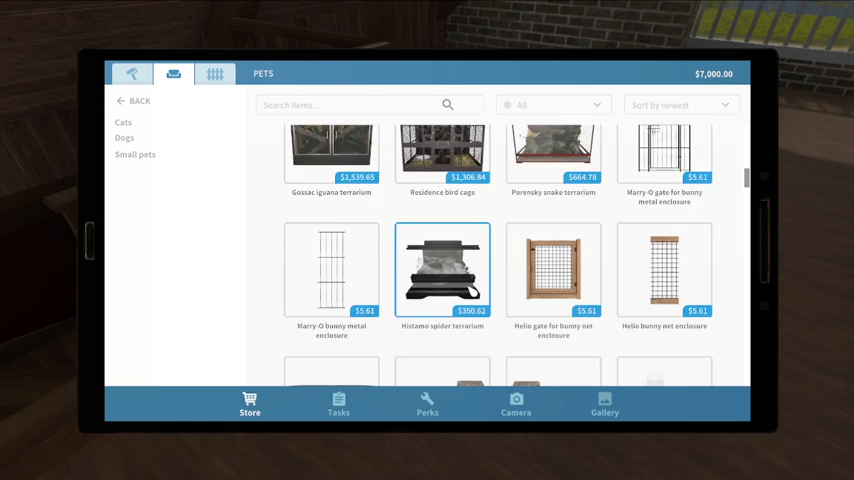 PETS
$7,000.00
BACK
Search items...
All
Sort by newest
Cats
Dogs
Small pets
$1,539.65
$1,306.84
$664.78
$5.61
Gossac iguana terrarium
Residence bird cage
Porensky snake terrarium
Marry-O gate for bunny
metal enclosure
$5.61
$350.62
$5.61
$5.61
Marry-O bunny metal
enclosure
Histamo spider terrarium
Helio gate for bunny net
enclosure
Helio bunny net enclosure
Store
Tasks
Perks
Camera
Gallery